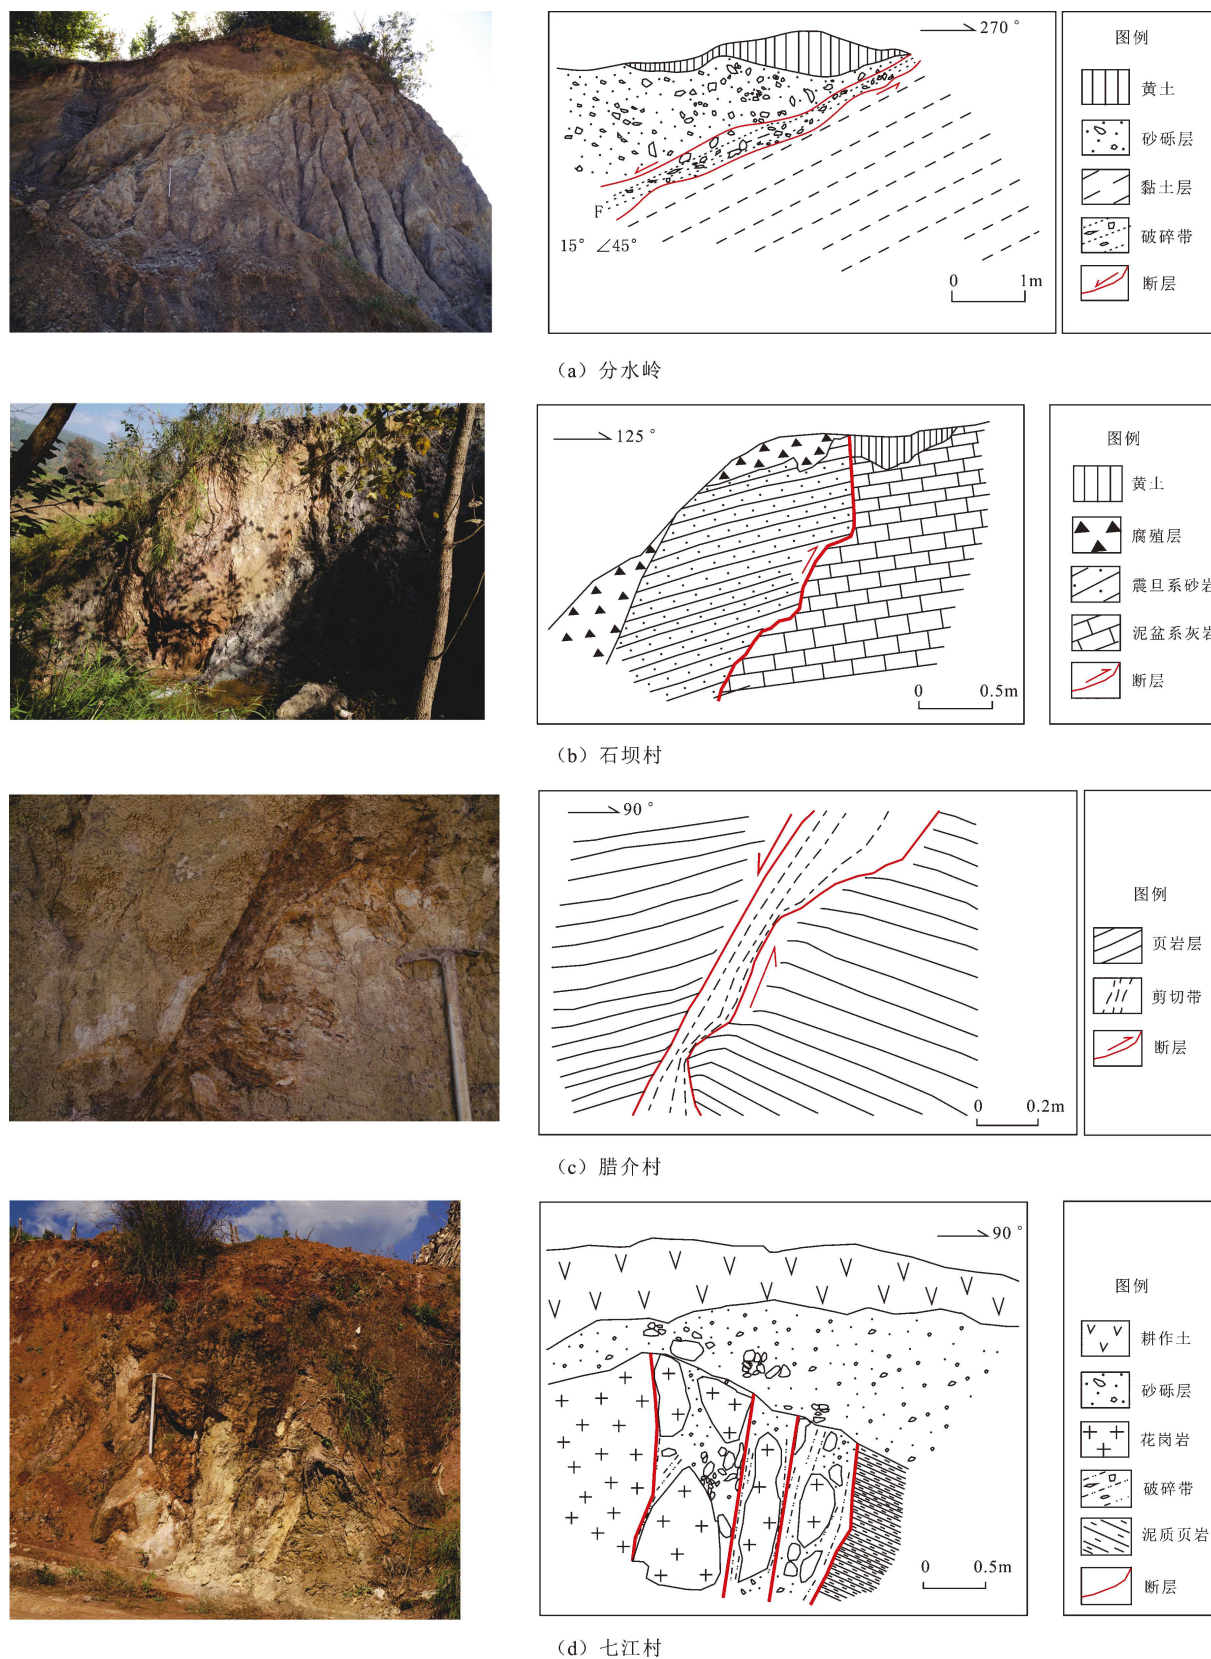 270°
图例
黄土
砂砾层
黏土层
破碎带
断层
F
15° ∠45°
0 1m
(a) 分水岭
125°
图例
黄土
腐殖层
震旦系砂岩
泥盆系灰岩
断层
0 0.5m
(b) 石坝村
90°
图例
页岩层
剪切带
断层
0 0.2m
(c) 腊介村
90°
图例
耕作土
砂砾层
花岗岩
破碎带
泥质页岩
断层
0 0.5m
(d) 七江村